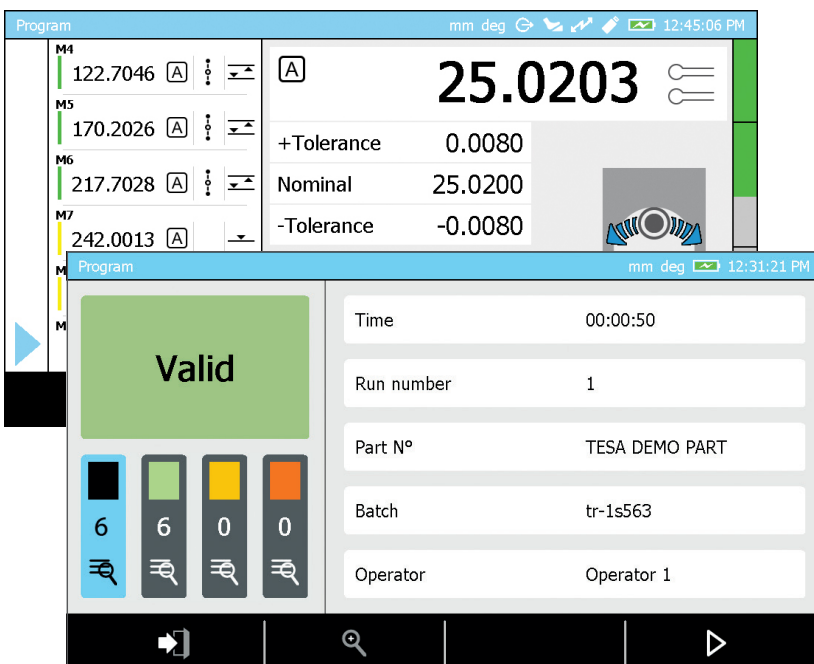 Program mm deg 12:45:06 PM
M4
122.7046 A
M5
170.2026 A
M6
217.7028 A
M7
242.0013 A
M
M
A 25.0203
+Tolerance 0.0080
Nominal 25.0200
-Tolerance -0.0080
Program mm deg 12:31:21 PM
Valid
6 6 0 0
Time 00:00:50
Run number 1
Part N° TESA DEMO PART
Batch tr-1s563
Operator Operator 1